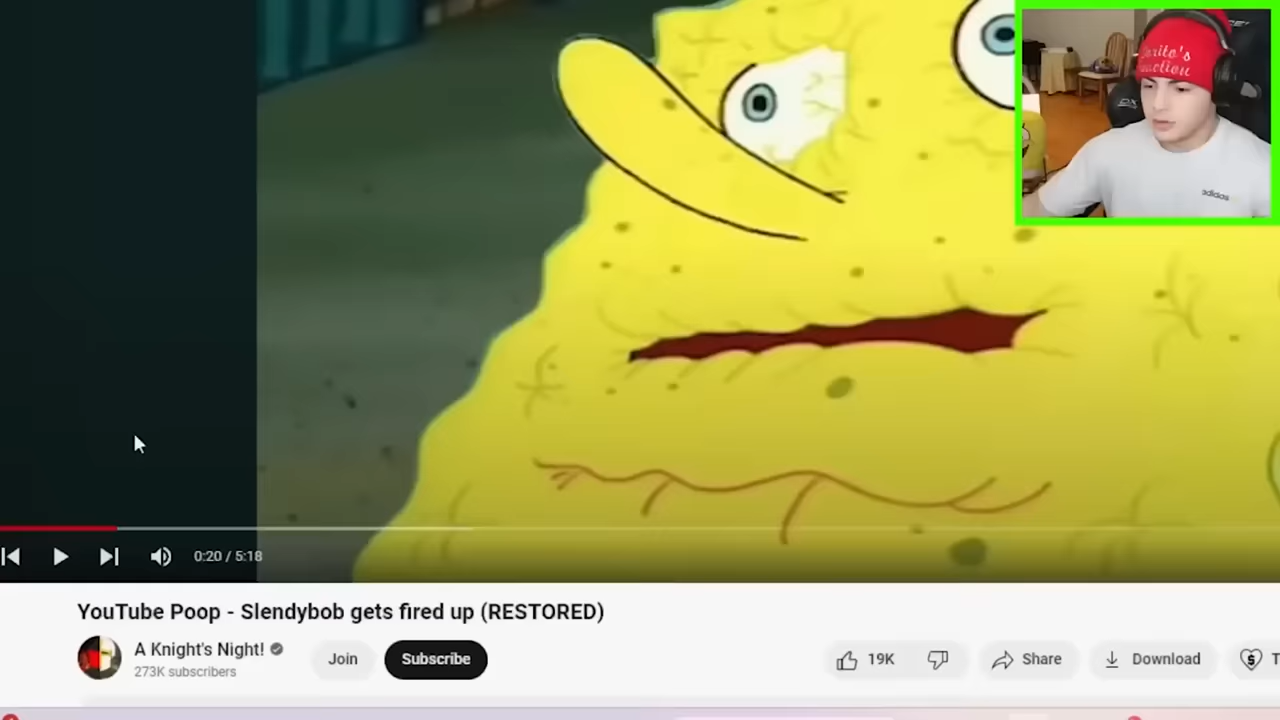 adidas
0:20 / 5:18
YouTube Poop - Slendybob gets fired up (RESTORED)
A Knight's Night!
273K subscribers
Join
Subscribe
19K
Share
Download
T